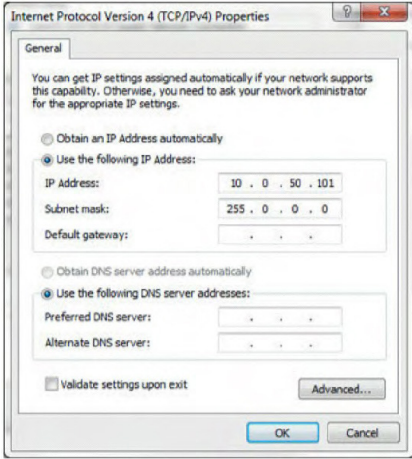 Internet Protocol Version 4 (TCP/IPv4) Properties
General
You can get IP settings assigned automatically if your network supports
this capability. Otherwise, you need to ask your network administrator
for the appropriate IP settings.
Obtain an IP Address automatically
Use the following IP Address:
IP Address: 10 . 0 . 50 . 101
Subnet mask: 255 . 0 . 0 . 0
Default gateway: . . .
Obtain DNS server address automatically
Use the following DNS server addresses:
Preferred DNS server: . . .
Alternate DNS server: . . .
Validate settings upon exit
Advanced...
OK Cancel